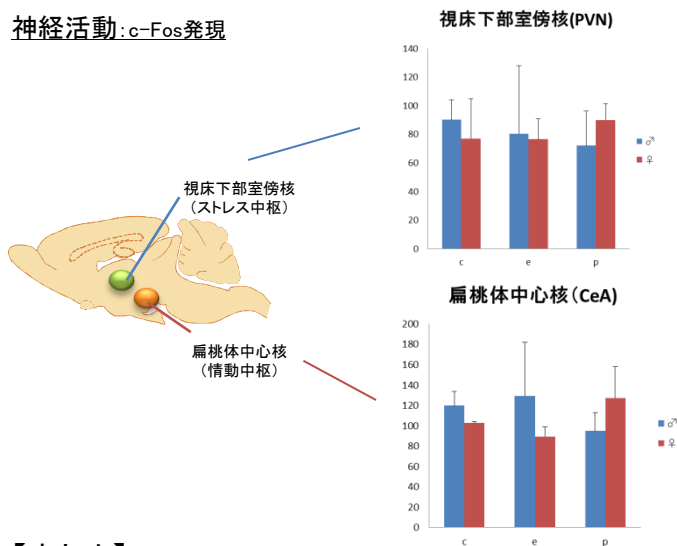 神経活動:c-Fos発現
視床下部室傍核
（ストレス中枢）
扁桃体中心核
（情動中枢）
視床下部室傍核(PVN)
140
120
100
80
60
40
20
0
c e p
♂
♀
扁桃体中心核（CeA)
200
180
160
140
120
100
80
60
40
20
0
c e p
♂
♀